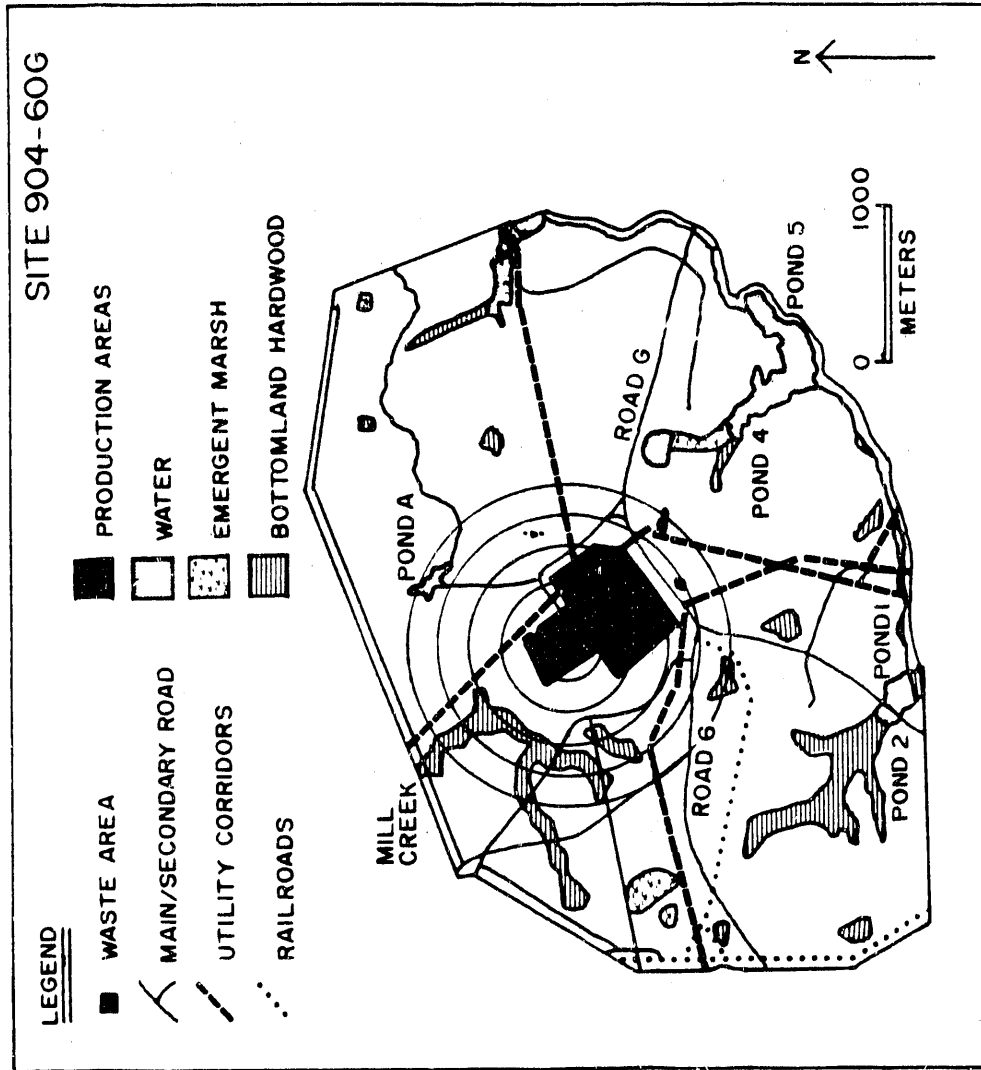 SITE 904-60G
LEGEND
WASTE AREA
MAIN/SECONDARY ROAD
UTILITY CORRIDORS
RAILROADS
PRODUCTION AREAS
WATER
EMERGENT MARSH
BOTTOMLAND HARDWOOD
MILL
CREEK
POND A
ROAD G
ROAD 6
POND 4
POND 5
POND 1
POND 2
N
0 1000
METERS